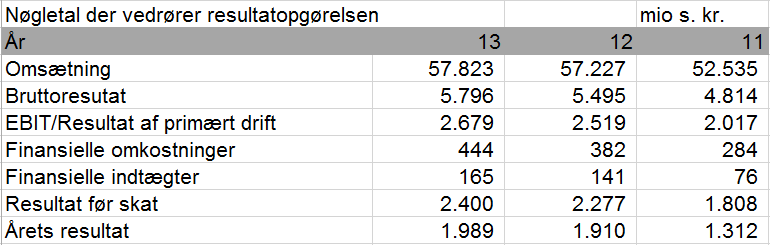 Nøgletal der vedrører resultatopgørelsen mio s. kr.
År 13 12 11
Omsætning 57.823 57.227 52.535
Bruttoresutat 5.796 5.495 4.814
EBIT/Resultat af primært drift 2.679 2.519 2.017
Finansielle omkostninger 444 382 284
Finansielle indtægter 165 141 76
Resultat før skat 2.400 2.277 1.808
Årets resultat 1.989 1.910 1.312